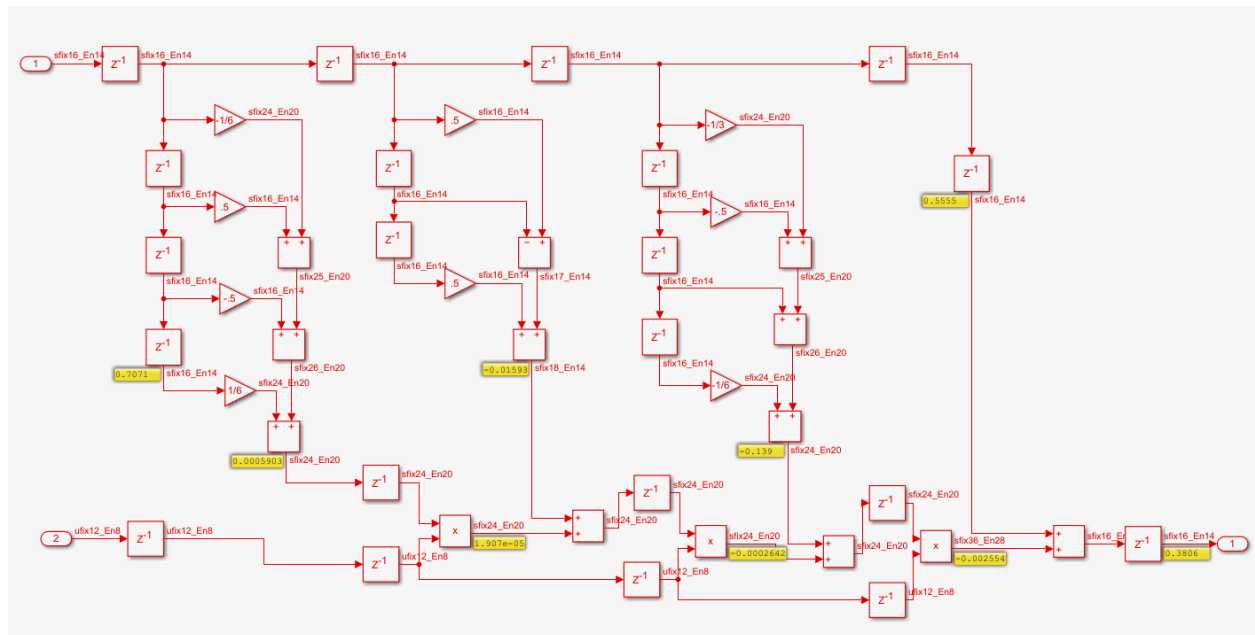 1
sfix16_En14
z-1
sfix16_En14
z-1
sfix16_En14
z-1
sfix16_En14
z-1
sfix16_En14
-1/6
sfix24_En20
.5
sfix16_En14
-1/3
sfix24_En20
z-1
z-1
z-1
z-1
0.5555
sfix16_En14
sfix16_En14
.5
sfix16_En14
sfix16_En14
sfix16_En14
-.5
sfix16_En14
+ +
z-1
− +
+ +
z-1
sfix25_En20
z-1
sfix16_En14
.5
sfix16_En14
sfix17_En14
z-1
sfix25_En20
sfix16_En14
-.5
sfix16_En14
sfix16_En14
+ +
z-1
+ +
+ +
z-1
sfix26_En20
0.7071
sfix16_En14
-0.01593
sfix18_En14
sfix16_En14
sfix26_En20
1/6
sfix24_En20
-1/6
sfix24_En20
+ +
+ +
0.0005903
sfix24_En20
-0.139
sfix24_En20
z-1
sfix24_En20
z-1
sfix24_En20
z-1
sfix24_En20
2
ufix12_En8
z-1
ufix12_En8
x
sfix24_En20
1.907e-05
+
+
sfix24_En20
x
sfix24_En20
-0.0002642
+
+
sfix24_En20
x
sfix36_En28
-0.002554
+
+
z-1
sfix16_En14
0.3806
1
z-1
ufix12_En8
z-1
ufix12_En8
z-1
ufix12_En8